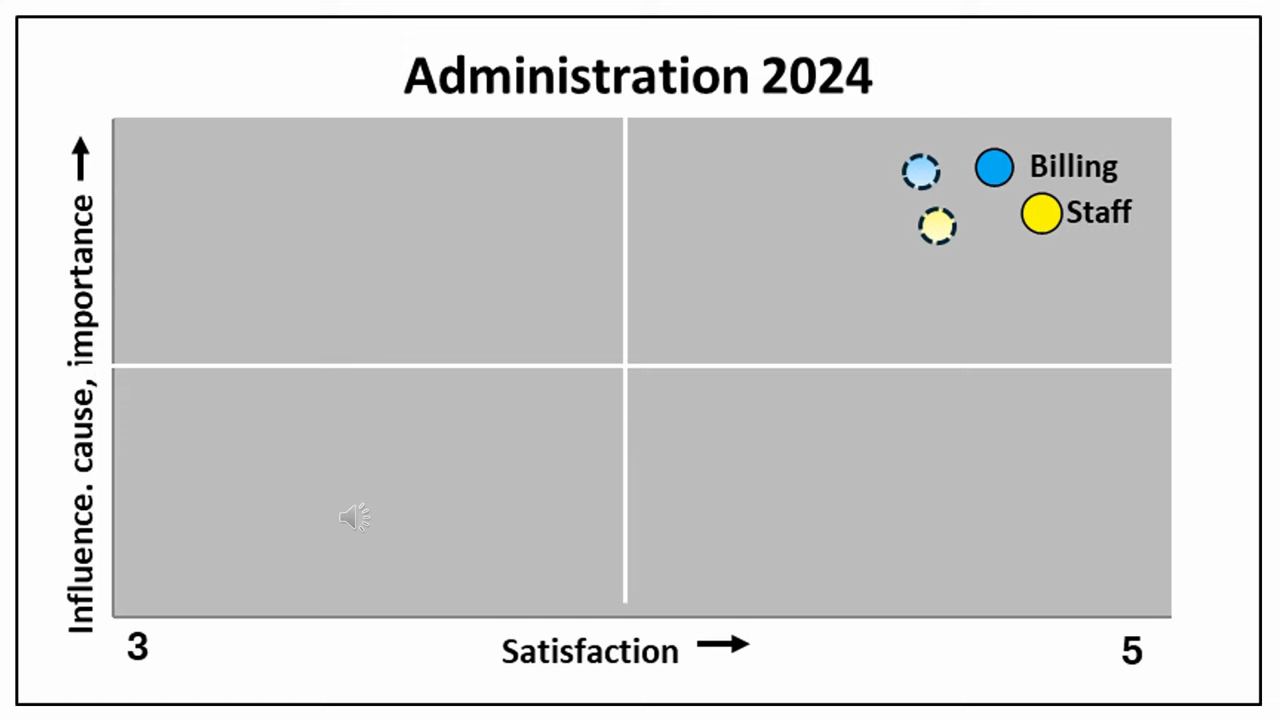 Administration 2024
Influence. cause, importance
Billing
Staff
3
Satisfaction
5